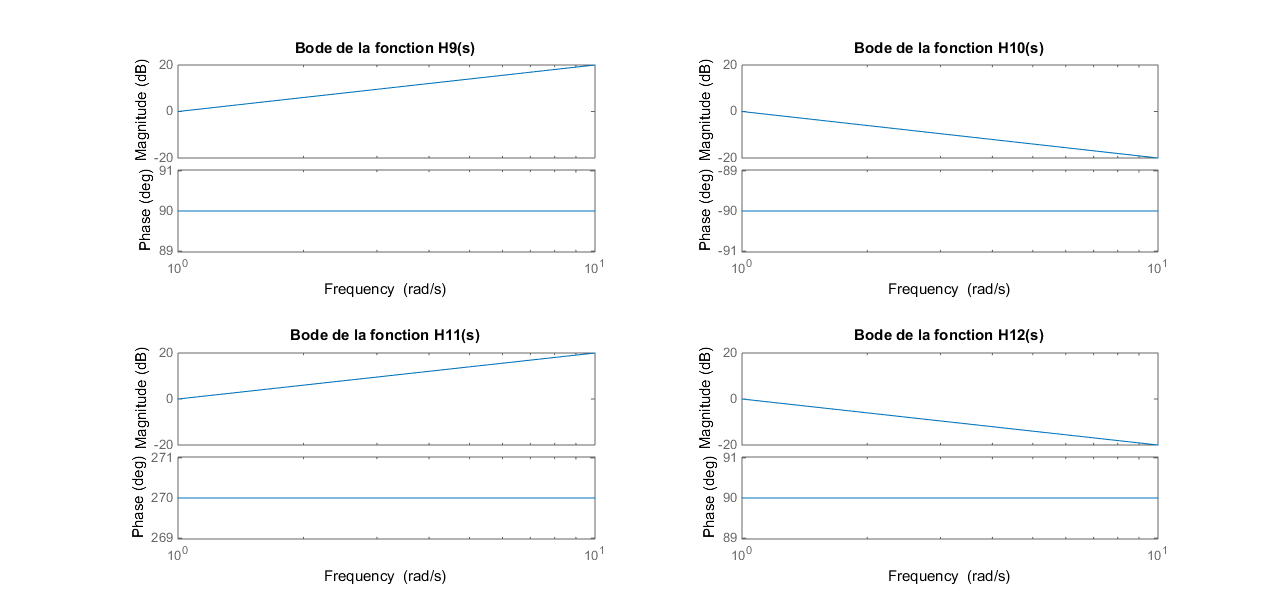 Bode de la fonction H9(s)
Magnitude (dB)
20
0
-20
Phase (deg)
91
90
89
10^0
10^1
Frequency (rad/s)
Bode de la fonction H10(s)
Magnitude (dB)
20
0
-20
Phase (deg)
-89
-90
-91
10^0
10^1
Frequency (rad/s)
Bode de la fonction H11(s)
Magnitude (dB)
20
0
-20
Phase (deg)
271
270
269
10^0
10^1
Frequency (rad/s)
Bode de la fonction H12(s)
Magnitude (dB)
20
0
-20
Phase (deg)
91
90
89
10^0
10^1
Frequency (rad/s)